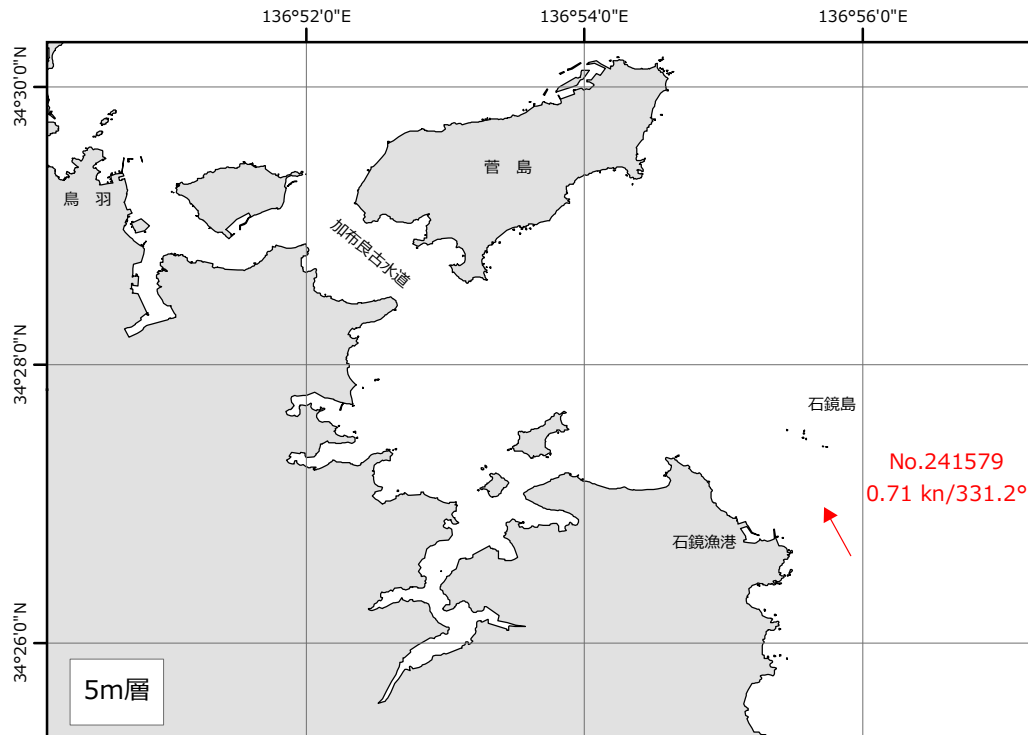 136°52'0"E
136°54'0"E
136°56'0"E
34°30'0"N
菅 島
鳥 羽
加布良古水道
34°28'0"N
石鏡島
No.241579
0.71 kn/331.2°
石鏡漁港
34°26'0"N
5m層